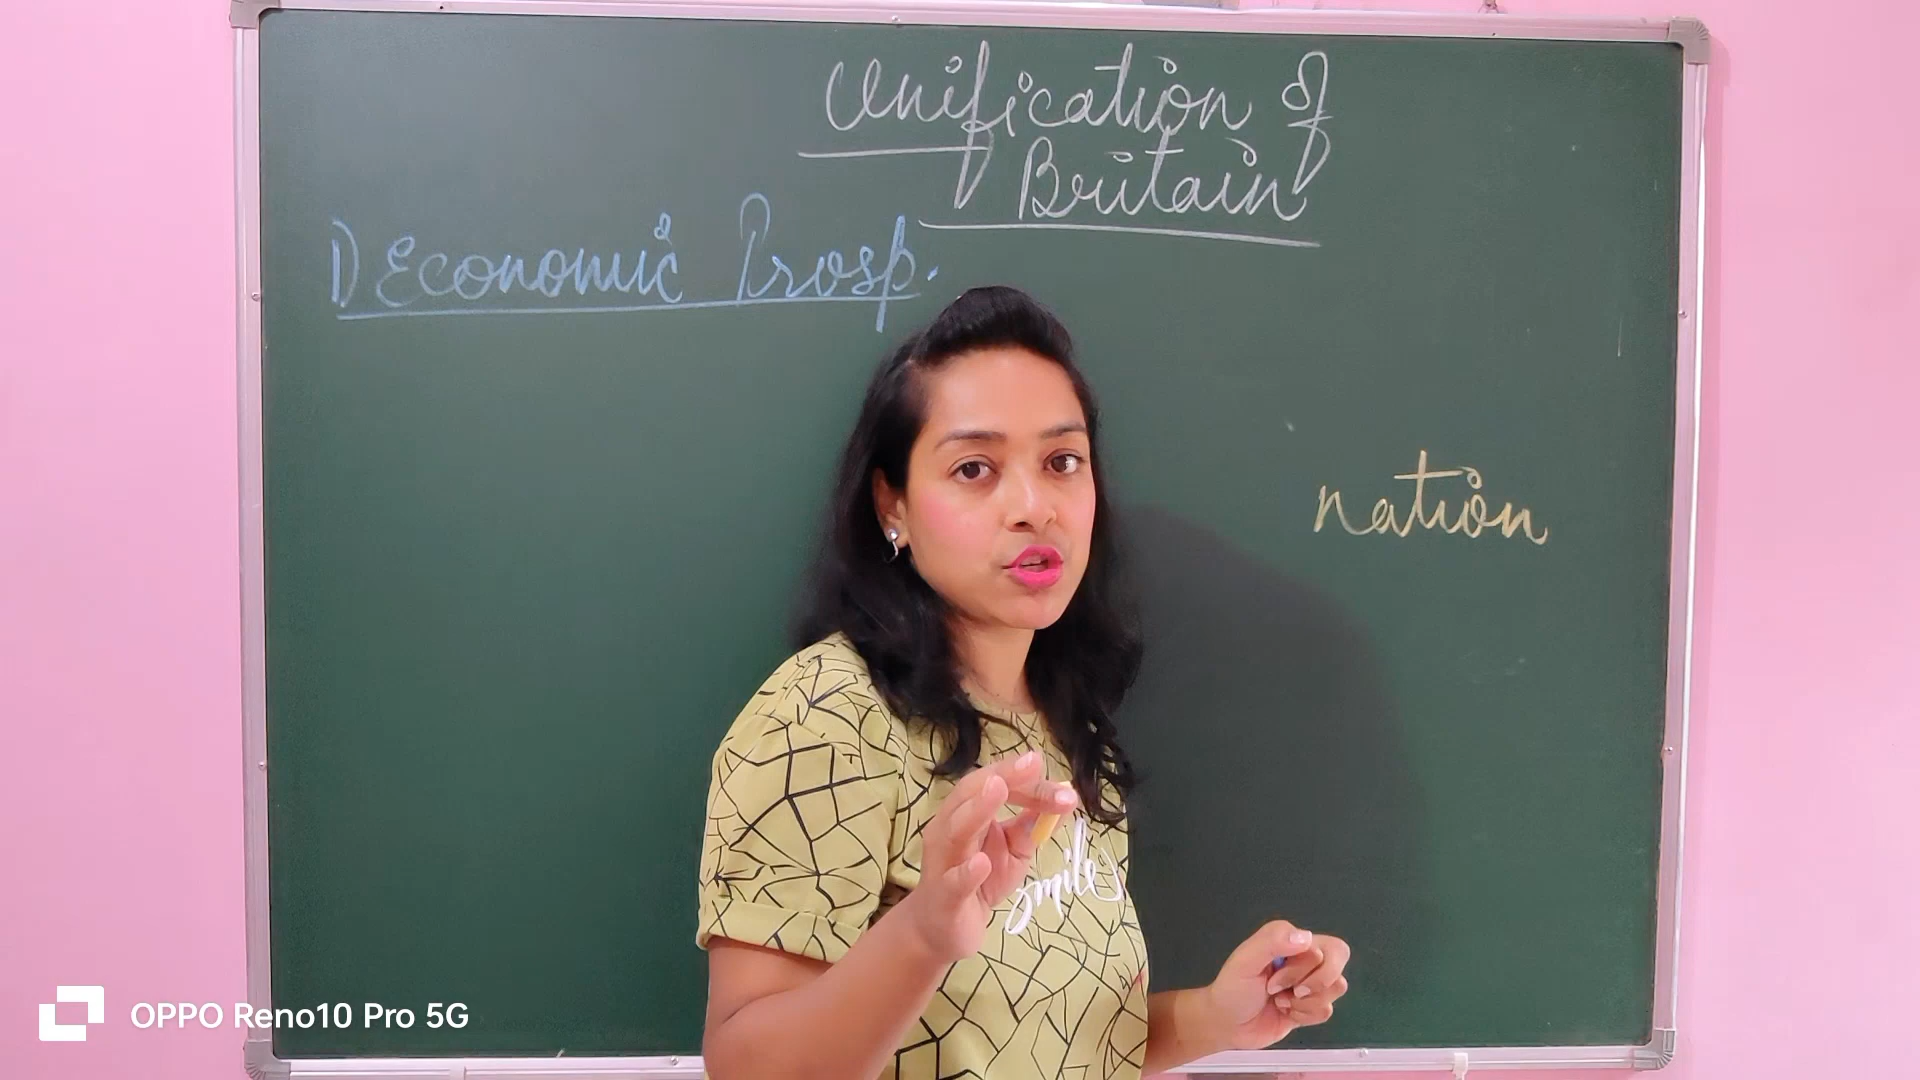 Unification of
Britain
1) Economic Prosp.
nation
smile
OPPO Reno10 Pro 5G